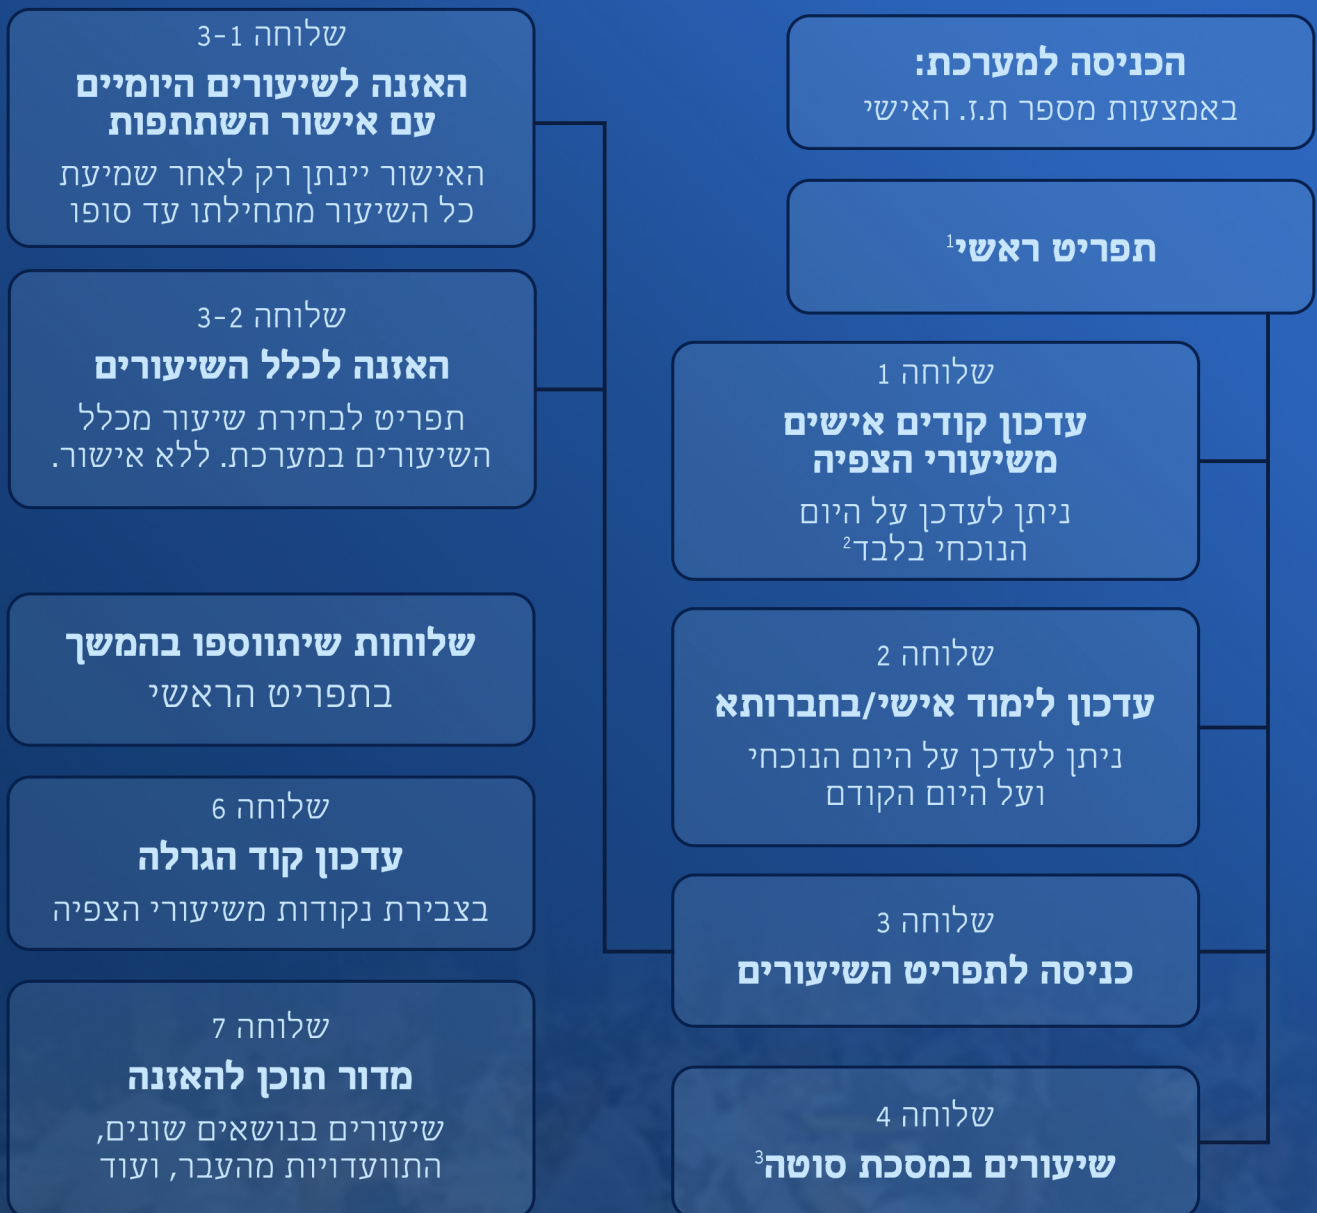 הכניסה למערכת:
באמצעות מספר ת.ז. האישי
תפריט ראשי¹
שלוחה 1
עדכון קודים אישים
משיעורי הצפיה
ניתן לעדכן על היום
הנוכחי בלבד²
שלוחה 2
עדכון לימוד אישי/בחברותא
ניתן לעדכן על היום הנוכחי
ועל היום הקודם
שלוחה 3
כניסה לתפריט השיעורים
שלוחה 4
שיעורים במסכת סוטה³
שלוחה 3-1
האזנה לשיעורים היומיים
עם אישור השתתפות
האישור יינתן רק לאחר שמיעת
כל השיעור מתחילתו עד סופו
שלוחה 3-2
האזנה לכלל השיעורים
תפריט לבחירת שיעור מכלל
השיעורים במערכת. ללא אישור.
שלוחות שיתווספו בהמשך
בתפריט הראשי
שלוחה 6
עדכון קוד הגרלה
בצבירת נקודות משיעורי הצפיה
שלוחה 7
מדור תוכן להאזנה
שיעורים בנושאים שונים,
התוועדויות מהעבר, ועוד